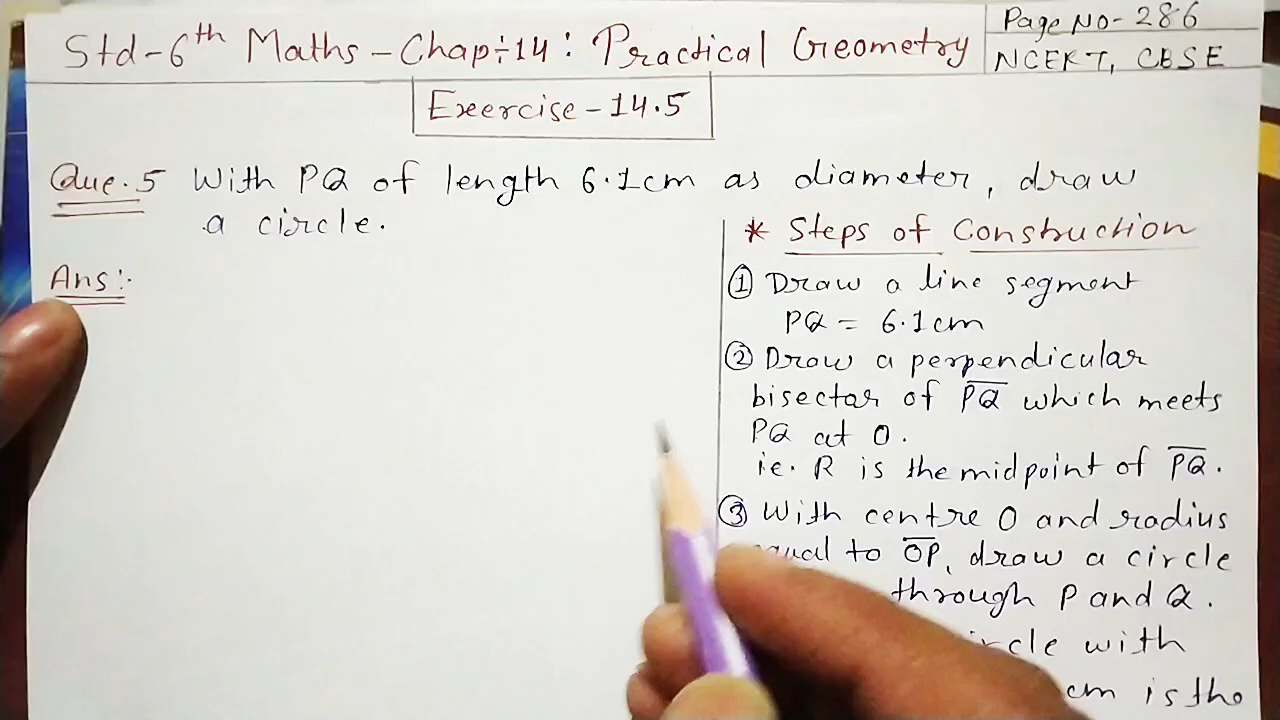 Std-6th Maths - Chap÷14 : Practical Geometry
Page No- 286
NCERT, CBSE
Exercise - 14.5
Que. 5 With PQ of length 6.1cm as diameter, draw
a circle.
Ans:-
* Steps of Construction
① Draw a line segment
PQ = 6.1cm
② Draw a perpendicular
bisector of P̅Q̅ which meets
PQ at O.
ie. R is the midpoint of P̅Q̅.
③ With centre O and radius
to O̅P̅, draw a circle
through P and Q.
with
cm is the